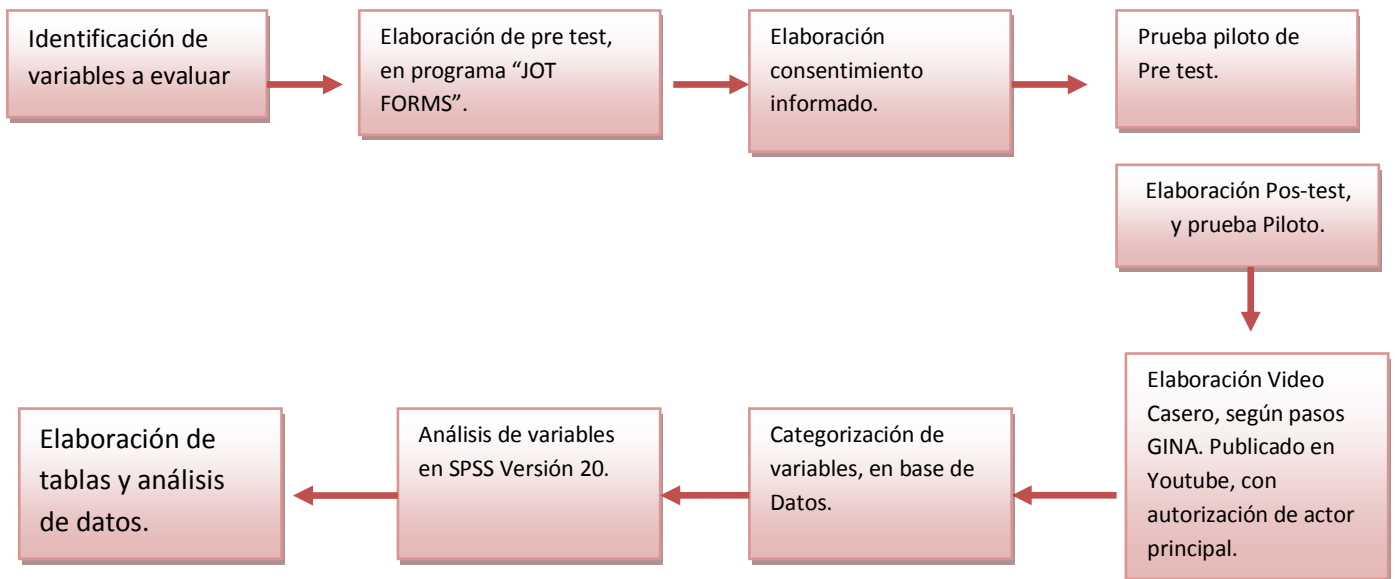 Identificación de
variables a evaluar
Elaboración de pre test,
en programa “JOT
FORMS”.
Elaboración
consentimiento
informado.
Prueba piloto de
Pre test.
Elaboración Pos-test,
y prueba Piloto.
Elaboración Video
Casero, según pasos
GINA. Publicado en
Youtube, con
autorización de actor
principal.
Categorización de
variables, en base de
Datos.
Análisis de variables
en SPSS Versión 20.
Elaboración de
tablas y análisis
de datos.